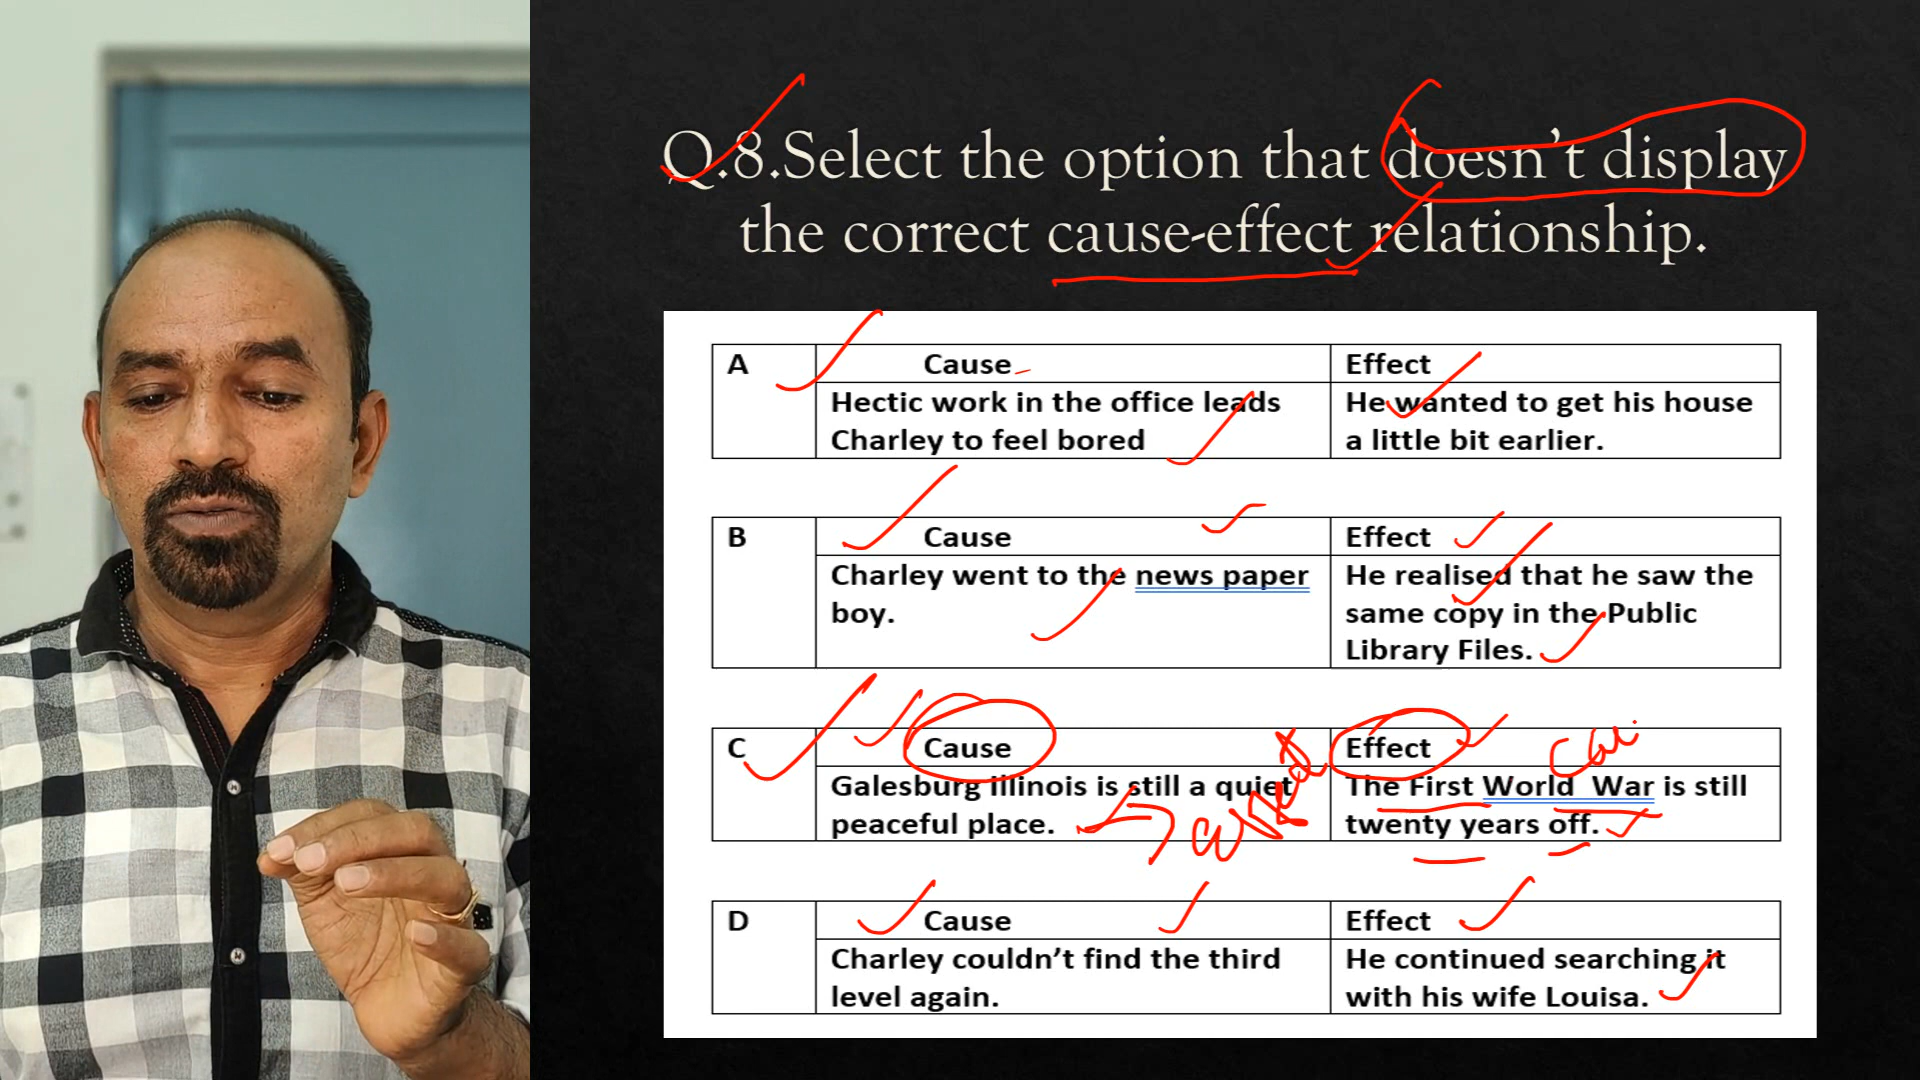 Q.8.Select the option that doesn't display
the correct cause-effect relationship.
A Cause Effect
Hectic work in the office leads
Charley to feel bored
He wanted to get his house
a little bit earlier.
B Cause Effect
Charley went to the news paper
boy.
He realised that he saw the
same copy in the Public
Library Files.
C Cause Effect
Galesburg Illinois is still a quiet
peaceful place.
The First World War is still
twenty years off.
D Cause Effect
Charley couldn't find the third
level again.
He continued searching it
with his wife Louisa.